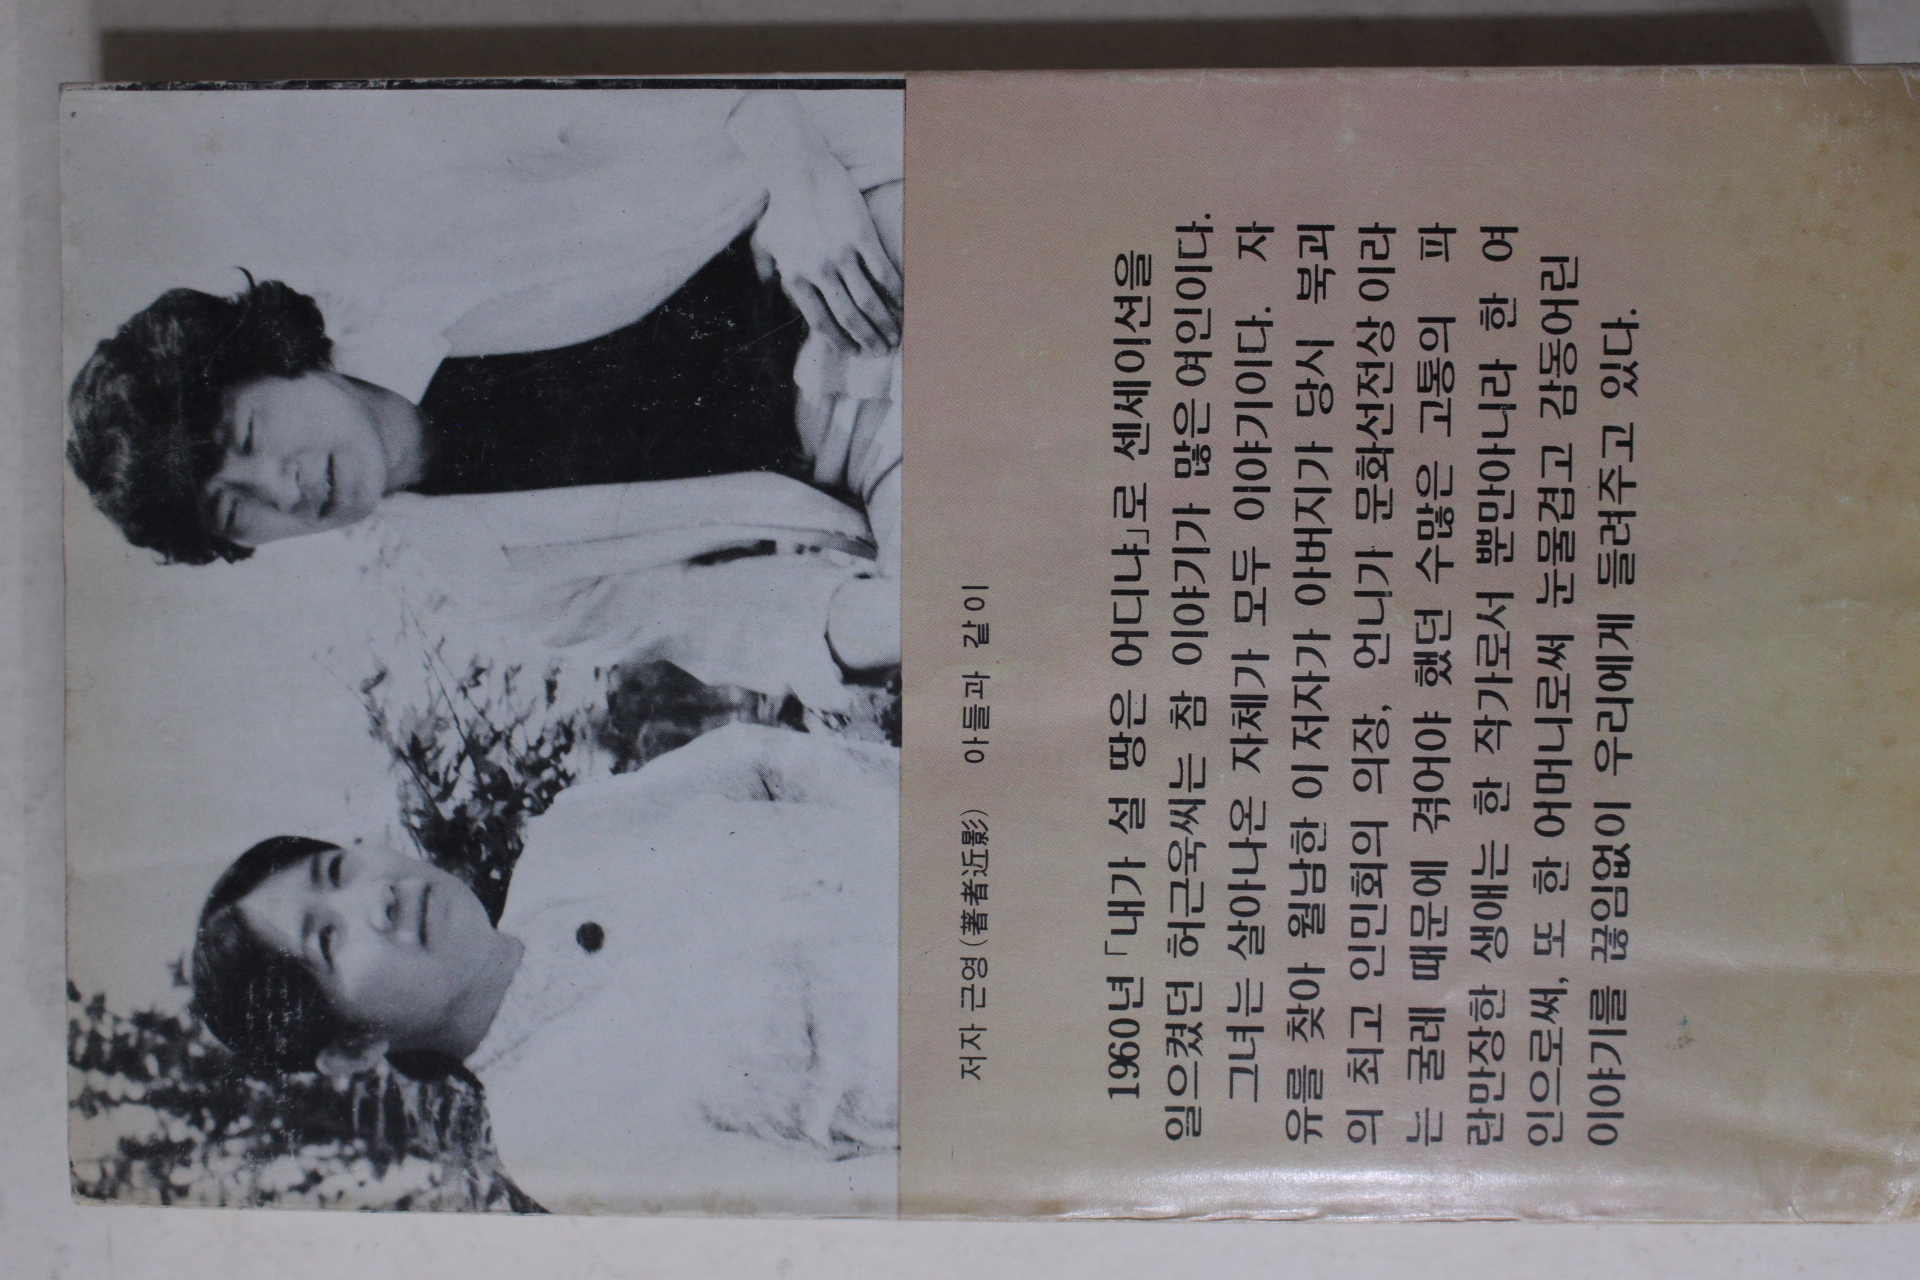 저자 근영(著者近影) 아들과 같이
1960년 「내가 설 땅은 어디냐」로 센세이션을
일으켰던 허근욱씨는 참 이야기가 많은 여인이다.
그녀는 살아나온 자체가 모두 이야기이다. 자
유를 찾아 월남한 이 저자가 아버지가 당시 북괴
의 최고 인민회의 의장, 언니가 문화선전상이라
는 굴레 때문에 겪어야 했던 수많은 고통의 파
란만장한 생애는 한 작가로서 뿐만아니라 한 여
인으로써, 또 한 어머니로써 눈물겹고 감동어린
이야기를 끊임없이 우리에게 들려주고 있다.